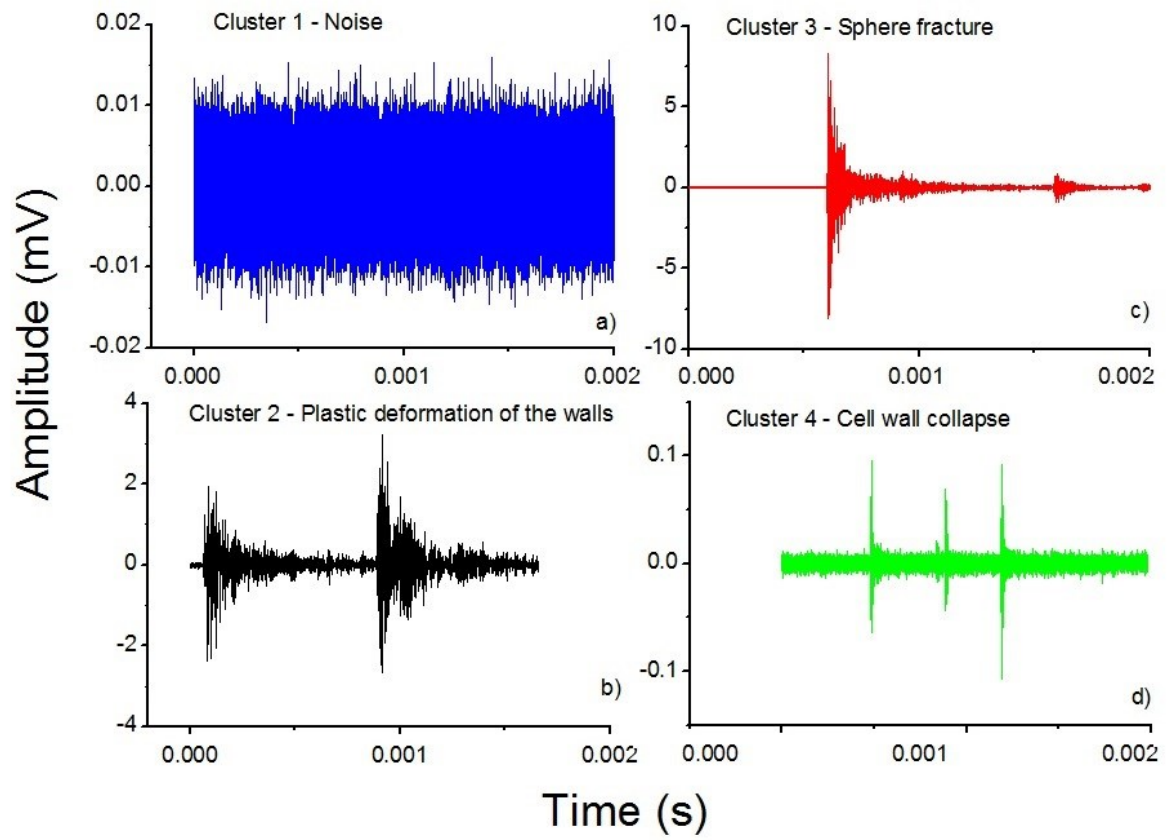 Amplitude (mV)
Cluster 1 - Noise
0.02
0.01
0.00
-0.01
-0.02
a)
0.000 0.001 0.002
Cluster 3 - Sphere fracture
10
5
0
-5
-10
c)
0.000 0.001 0.002
Cluster 2 - Plastic deformation of the walls
4
2
0
-2
-4
b)
0.000 0.001 0.002
Cluster 4 - Cell wall collapse
0.1
0.0
-0.1
d)
0.000 0.001 0.002
Time (s)